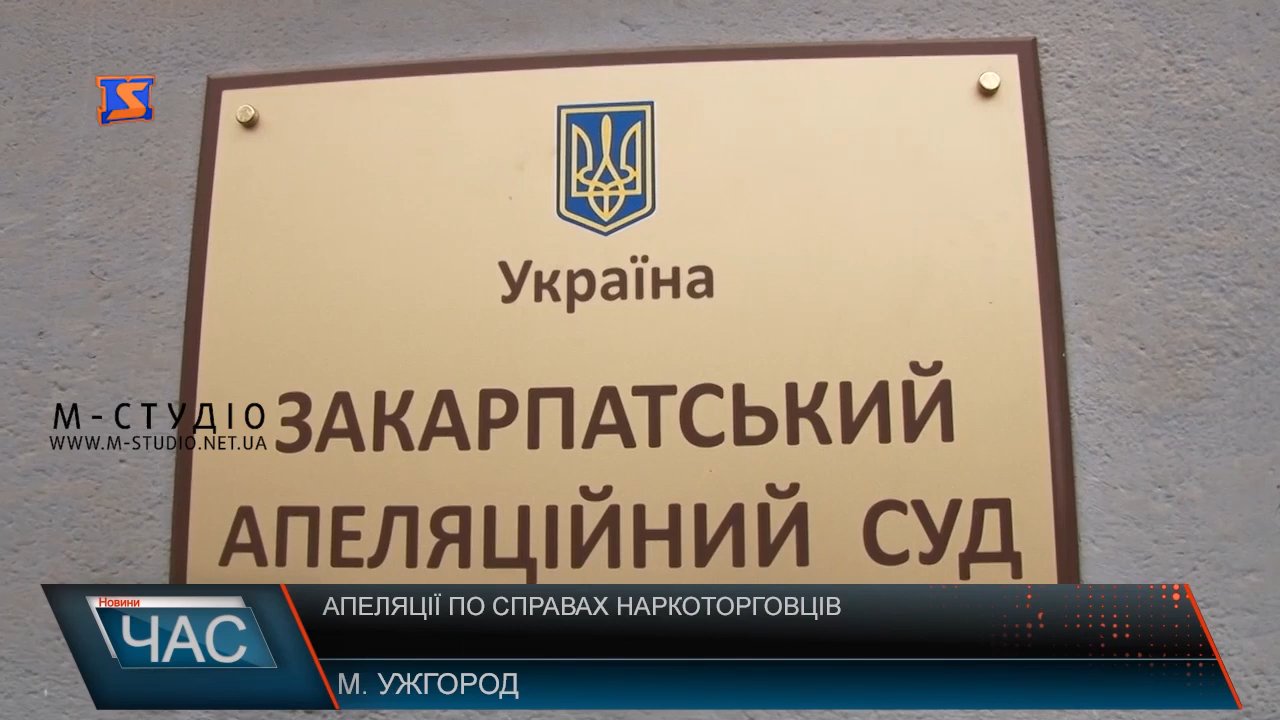 Україна
ЗАКАРПАТСЬКИЙ
АПЕЛЯЦІЙНИЙ СУД
М-СТУДІО
WWW.M-STUDIO.NET.UA
Новини
ЧАС
АПЕЛЯЦІЇ ПО СПРАВАХ НАРКОТОРГОВЦІВ
М. УЖГОРОД